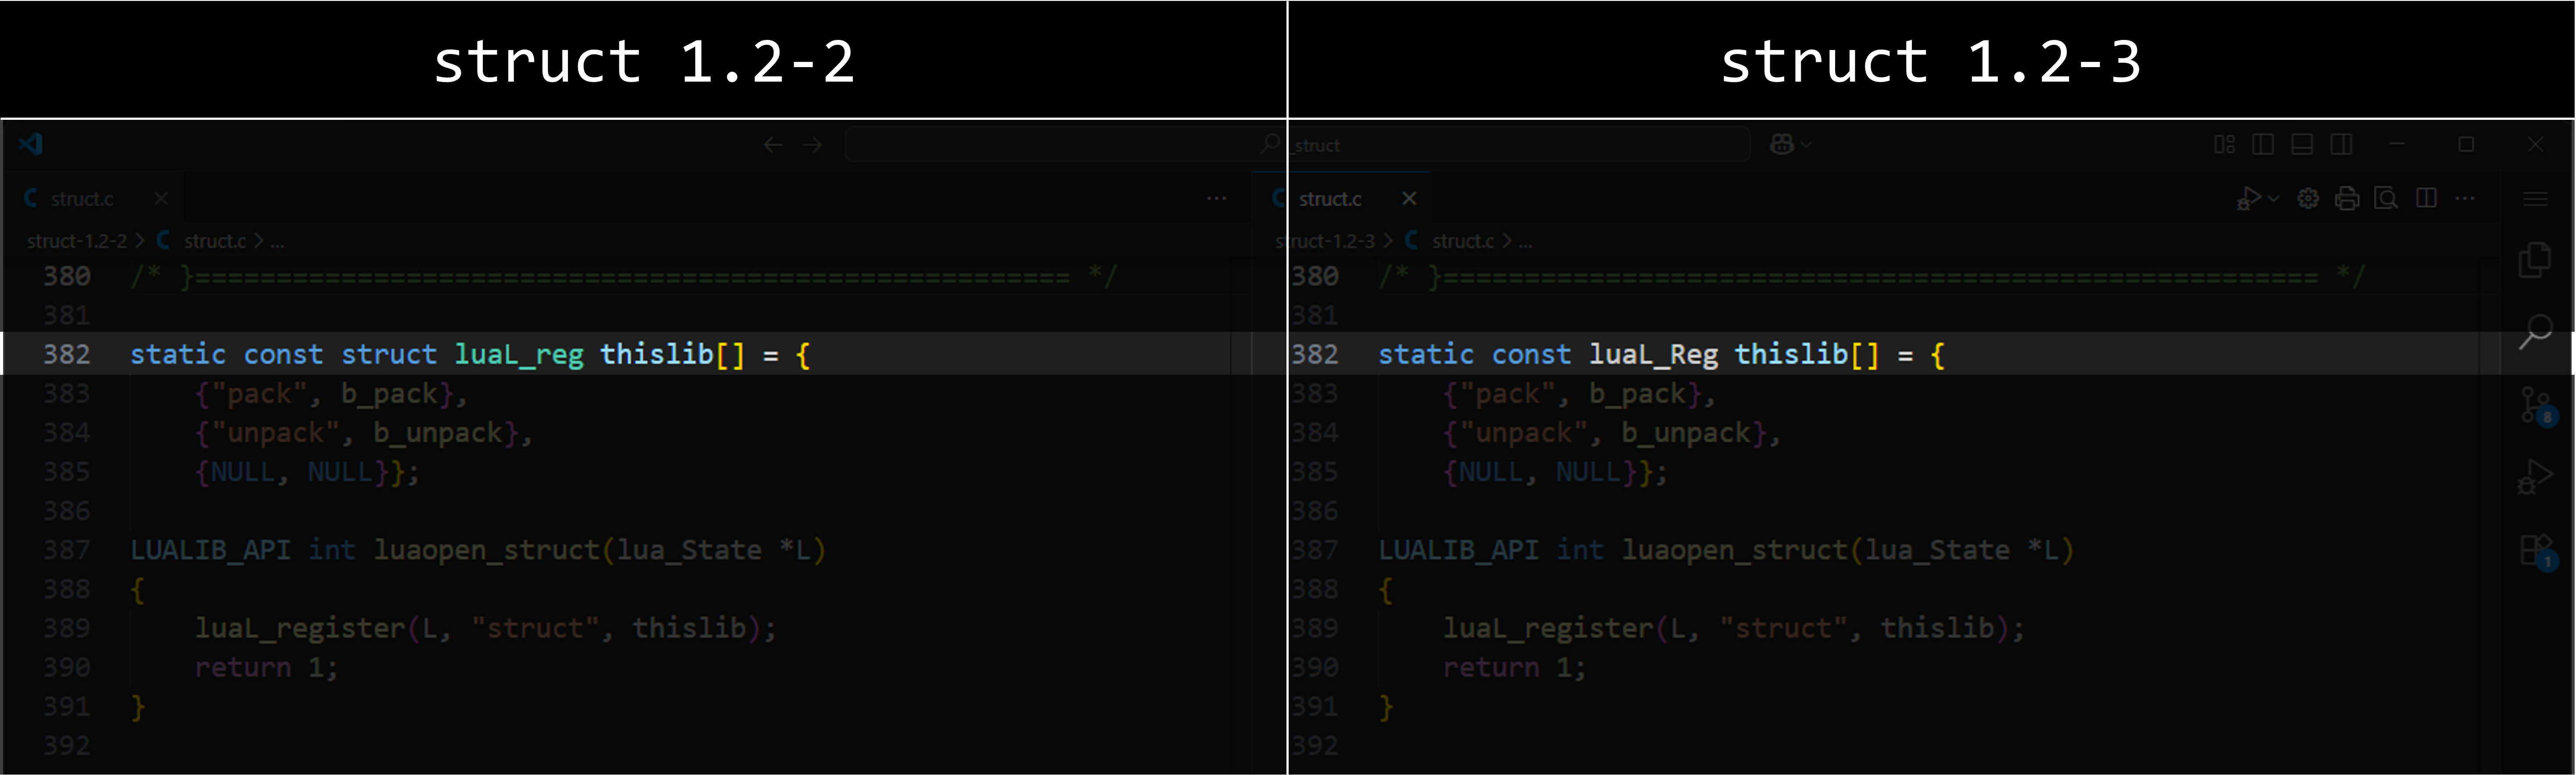 struct 1.2-2
struct 1.2-3
_struct
struct.c
struct-1.2-2 > struct.c > ...
380 /* }====================================================== */
381
382 static const struct luaL_reg thislib[] = {
383 {"pack", b_pack},
384 {"unpack", b_unpack},
385 {NULL, NULL}};
386
387 LUALIB_API int luaopen_struct(lua_State *L)
388 {
389 luaL_register(L, "struct", thislib);
390 return 1;
391 }
392
struct.c
struct-1.2-3 > struct.c > ...
380 /* }====================================================== */
381
382 static const luaL_Reg thislib[] = {
383 {"pack", b_pack},
384 {"unpack", b_unpack},
385 {NULL, NULL}};
386
387 LUALIB_API int luaopen_struct(lua_State *L)
388 {
389 luaL_register(L, "struct", thislib);
390 return 1;
391 }
392
8
1